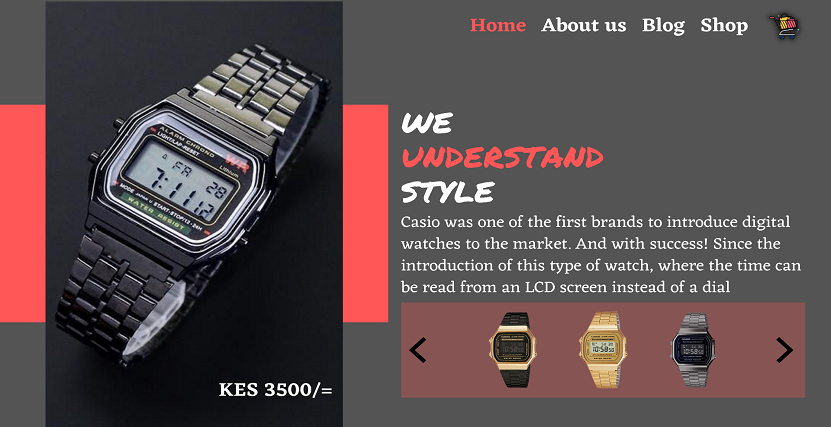 Home About us Blog Shop
ALARM CHRONO
LIGHT/LAP-RESET
WR
Lithium
FR 28
7:11
MODE
START-STOP/12·24H
WATER RESIST
KES 3500/=
WE
UNDERSTAND
STYLE
Casio was one of the first brands to introduce digital
watches to the market. And with success! Since the
introduction of this type of watch, where the time can
be read from an LCD screen instead of a dial
10:58 50